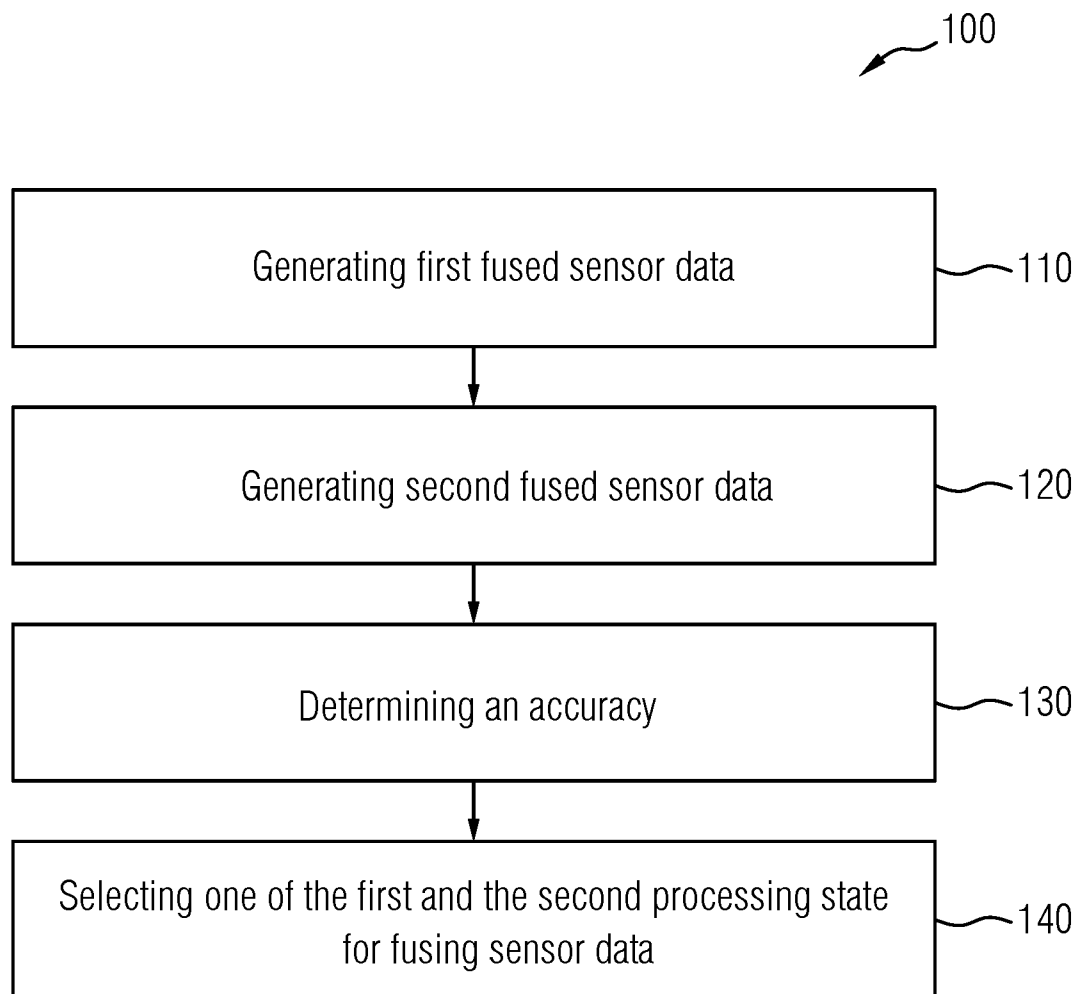 100
Generating first fused sensor data
110
Generating second fused sensor data
120
Determining an accuracy
130
Selecting one of the first and the second processing state
for fusing sensor data
140